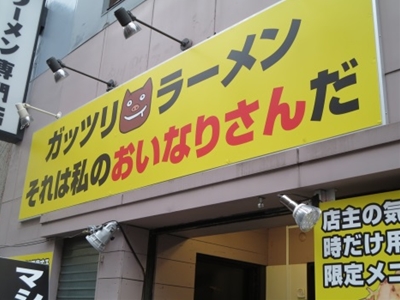 ラーメン専門店
ガッツリラーメン
それは私のおいなりさんだ
店主の気
時だけ用
限定メニ
マシ